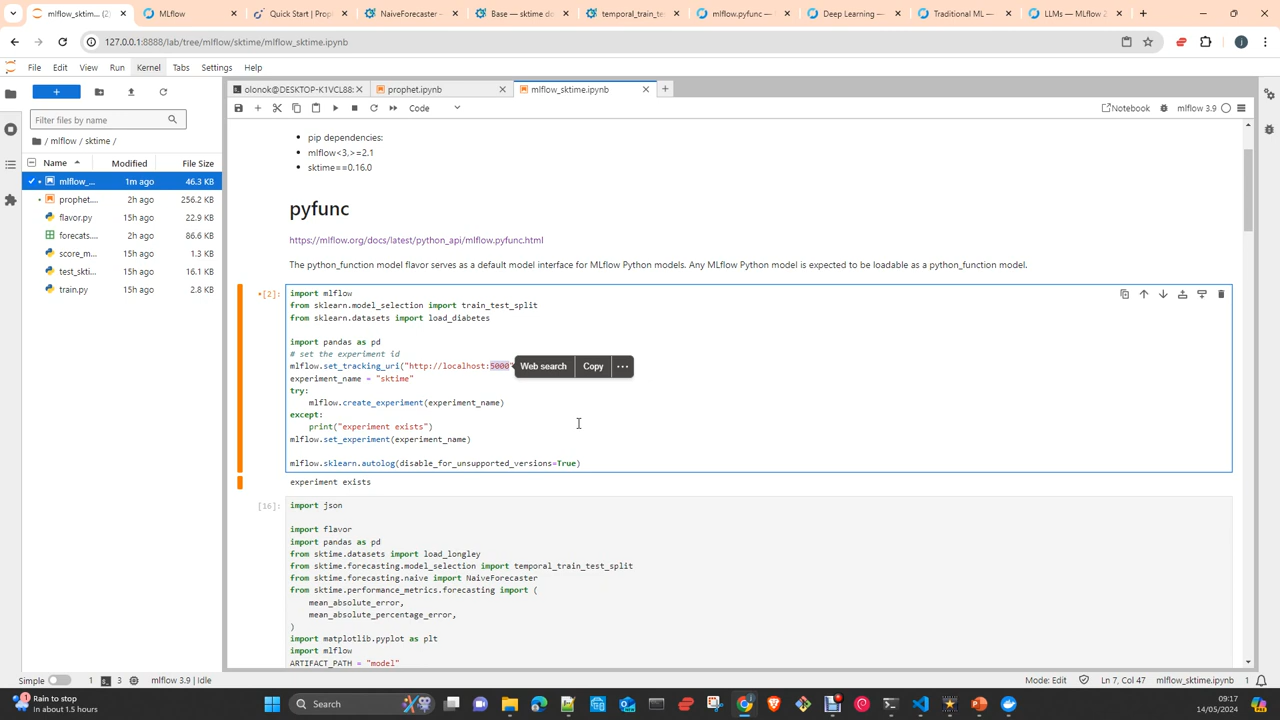 mlflow_sktime... (2)
MLflow
Quick Start | Prop
NaiveForecaster —
Base — sktime do
temporal_train_tes
mlflow.pyfunc —
Deep Learning —
Traditional ML —
LLMs — MLflow 2.
127.0.0.1:8888/lab/tree/mlflow/sktime/mlflow_sktime.ipynb
File Edit View Run Kernel Tabs Settings Help
olonok@DESKTOP-K1VCL88:
prophet.ipynb
mlflow_sktime.ipynb
Code
Notebook
mlflow 3.9
Filter files by name
/ mlflow / sktime /
Name Modified File Size
mlflow_... 1m ago 46.3 KB
prophet.... 2h ago 256.2 KB
flavor.py 15h ago 22.9 KB
forecats.... 2h ago 86.6 KB
score_m... 15h ago 1.3 KB
test_skti... 15h ago 16.1 KB
train.py 15h ago 2.8 KB
pip dependencies:
mlflow<3,>=2.1
sktime==0.16.0
pyfunc
https://mlflow.org/docs/latest/python_api/mlflow.pyfunc.html
The python_function model flavor serves as a default model interface for MLflow Python models. Any MLflow Python model is expected to be loadable as a python_function model.
[2]:
import mlflow
from sklearn.model_selection import train_test_split
from sklearn.datasets import load_diabetes
import pandas as pd
# set the experiment id
mlflow.set_tracking_uri("http://localhost:5000"
Web search
Copy
experiment_name = "sktime"
try:
mlflow.create_experiment(experiment_name)
except:
print("experiment exists")
mlflow.set_experiment(experiment_name)
mlflow.sklearn.autolog(disable_for_unsupported_versions=True)
experiment exists
[16]:
import json
import flavor
import pandas as pd
from sktime.datasets import load_longley
from sktime.forecasting.model_selection import temporal_train_test_split
from sktime.forecasting.naive import NaiveForecaster
from sktime.performance_metrics.forecasting import (
mean_absolute_error,
mean_absolute_percentage_error,
)
import matplotlib.pyplot as plt
import mlflow
ARTIFACT_PATH = "model"
Simple 1 3 mlflow 3.9 | Idle
Mode: Edit Ln 7, Col 47 mlflow_sktime.ipynb 1
Rain to stop
In about 1.5 hours
Search
09:17
14/05/2024